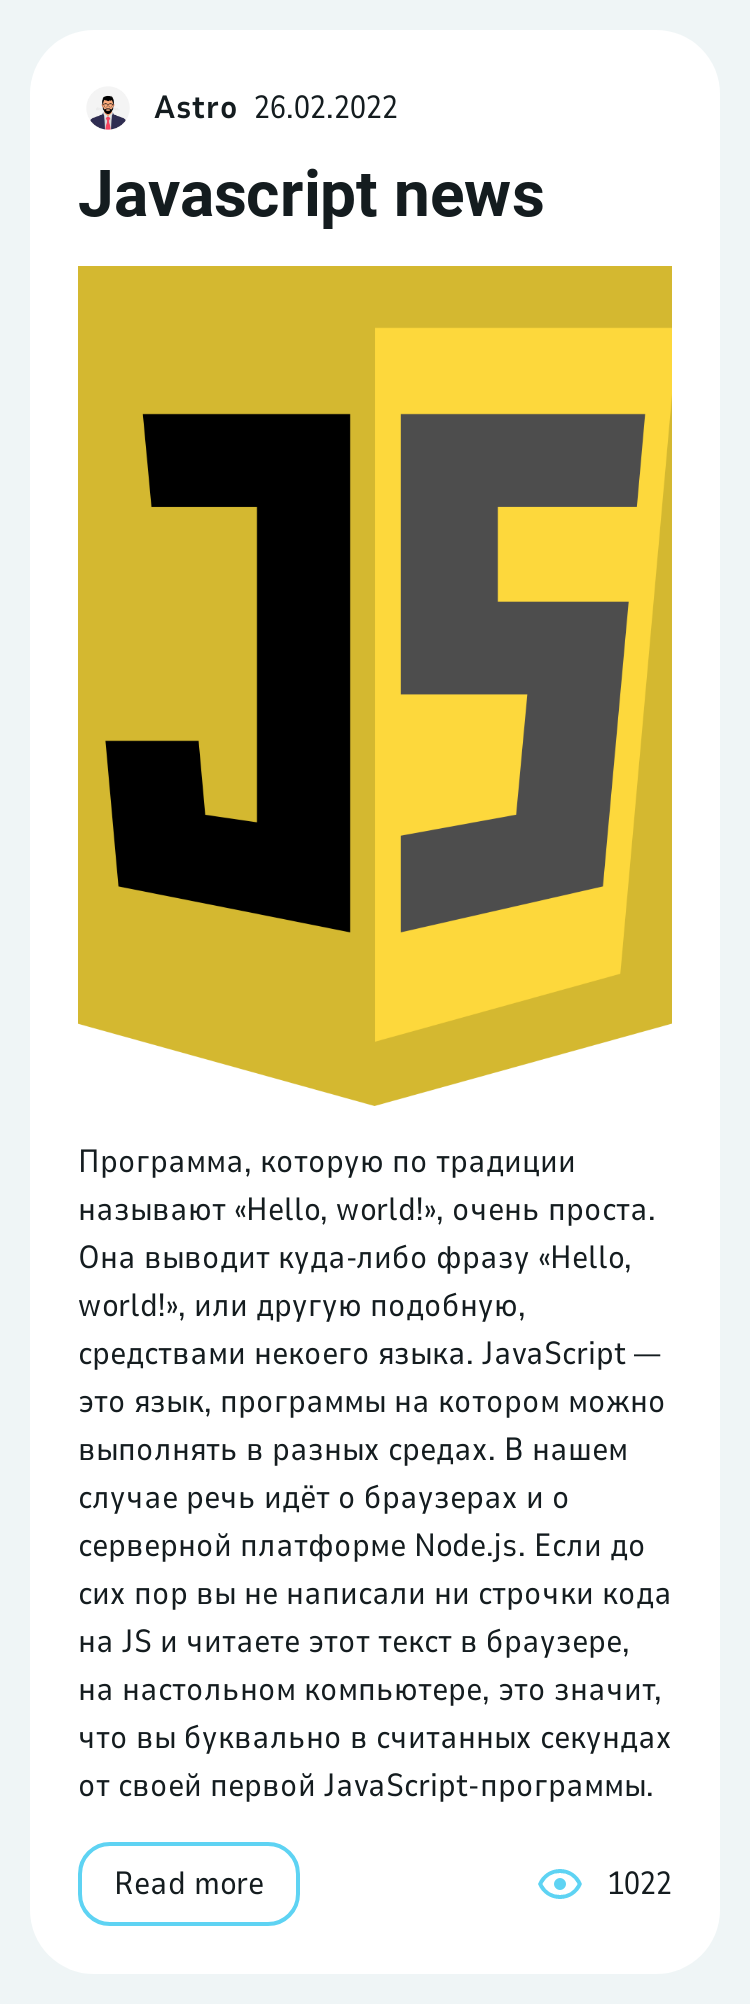 Astro 26.02.2022
Javascript news
JS
Программа, которую по традиции
называют «Hello, world!», очень проста.
Она выводит куда-либо фразу «Hello,
world!», или другую подобную,
средствами некоего языка. JavaScript —
это язык, программы на котором можно
выполнять в разных средах. В нашем
случае речь идёт о браузерах и о
серверной платформе Node.js. Если до
сих пор вы не написали ни строчки кода
на JS и читаете этот текст в браузере,
на настольном компьютере, это значит,
что вы буквально в считанных секундах
от своей первой JavaScript-программы.
Read more 1022